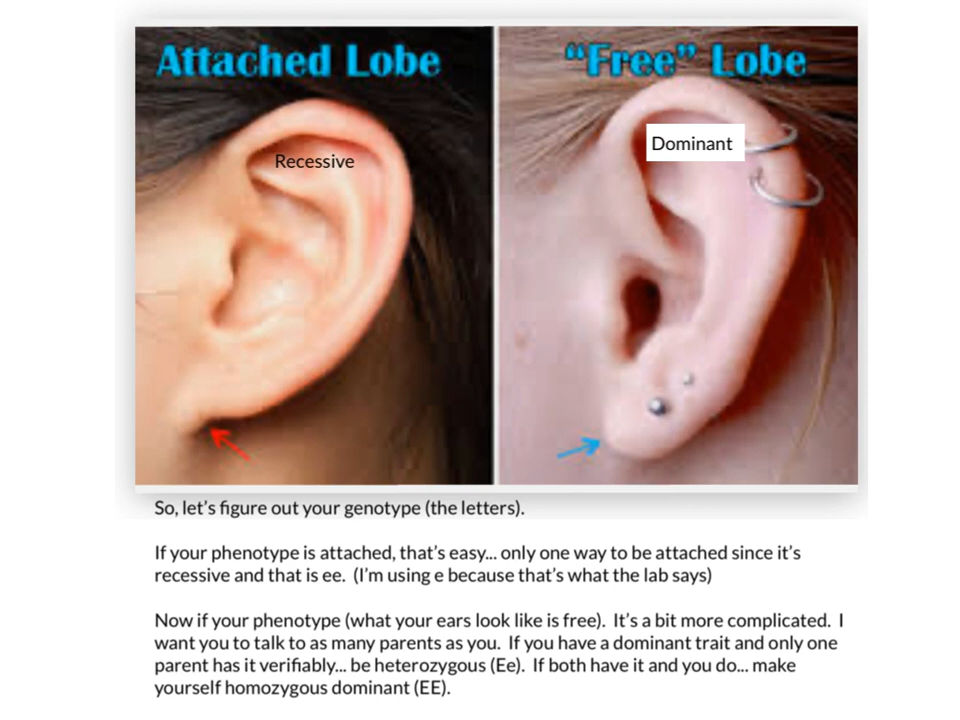 Attached Lobe
“Free” Lobe
Recessive
Dominant
So, let’s figure out your genotype (the letters).
If your phenotype is attached, that’s easy... only one way to be attached since it’s
recessive and that is ee. (I’m using e because that’s what the lab says)
Now if your phenotype (what your ears look like is free). It’s a bit more complicated. I
want you to talk to as many parents as you. If you have a dominant trait and only one
parent has it verifiably... be heterozygous (Ee). If both have it and you do... make
yourself homozygous dominant (EE).